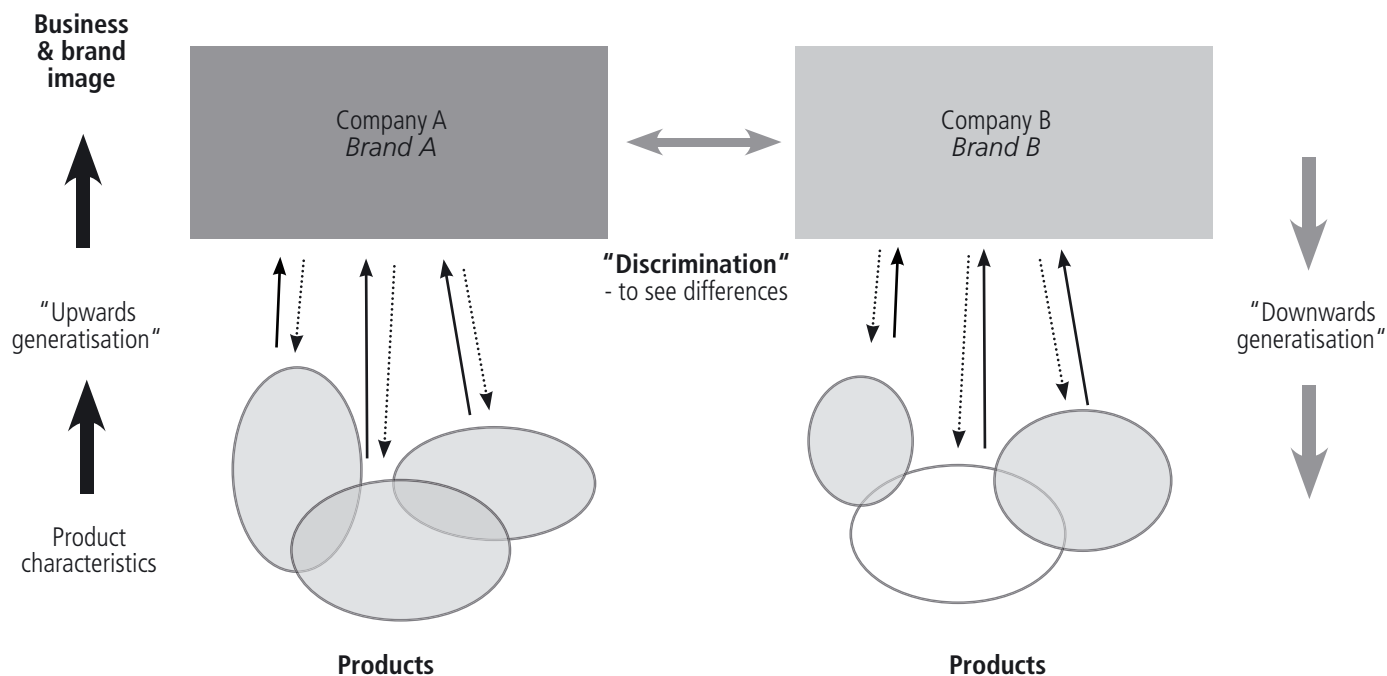 Business
& brand
image
Company A
Brand A
Company B
Brand B
"Discrimination“
- to see differences
“Upwards
generatisation“
“Downwards
generatisation“
Product
characteristics
Products
Products